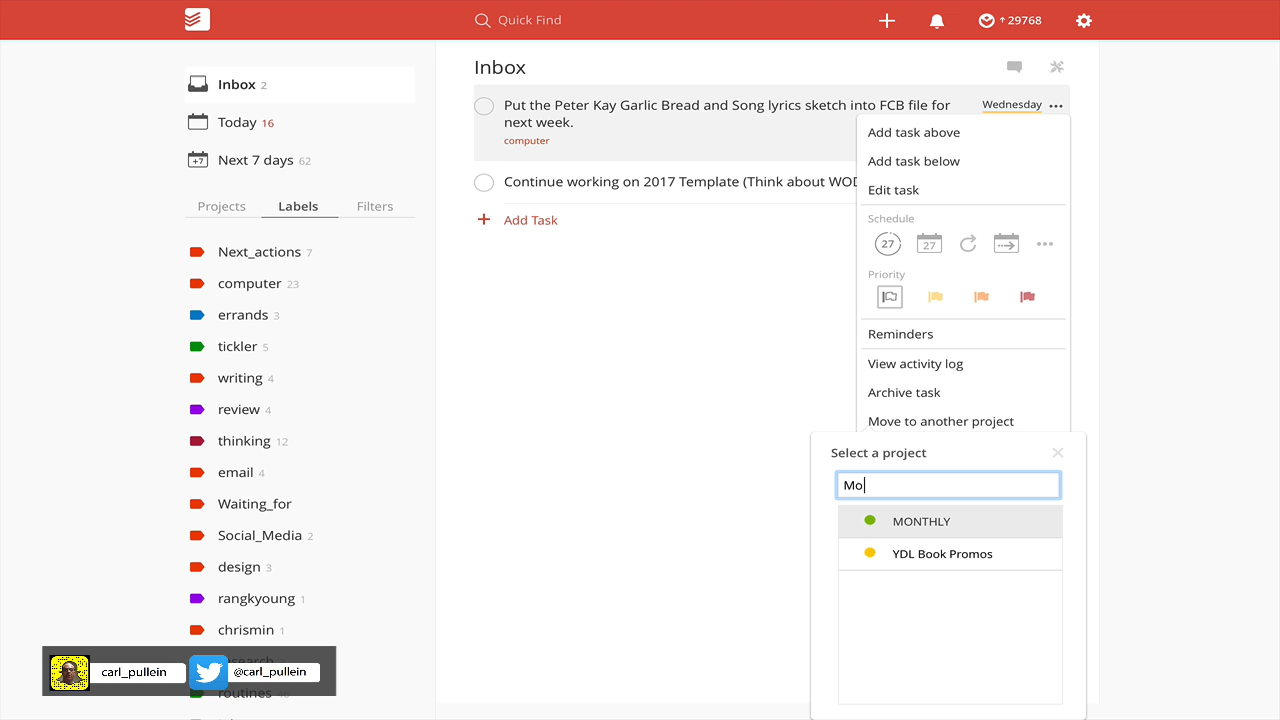 Quick Find
29768
Inbox 2
Today 16
+7 Next 7 days 62
Projects Labels Filters
Next_actions 7
computer 23
errands 3
tickler 5
writing 4
review 4
thinking 12
email 4
Waiting_for
Social_Media 2
design 3
rangkyoung 1
chrismin 1
routines
carl_pullein @carl_pullein
Inbox
Put the Peter Kay Garlic Bread and Song lyrics sketch into FCB file for Wednesday
next week.
computer
Continue working on 2017 Template (Think about
+ Add Task
Add task above
Add task below
Edit task
Schedule
27 27
Priority
Reminders
View activity log
Archive task
Move to another project
Select a project
Mo
MONTHLY
YDL Book Promos